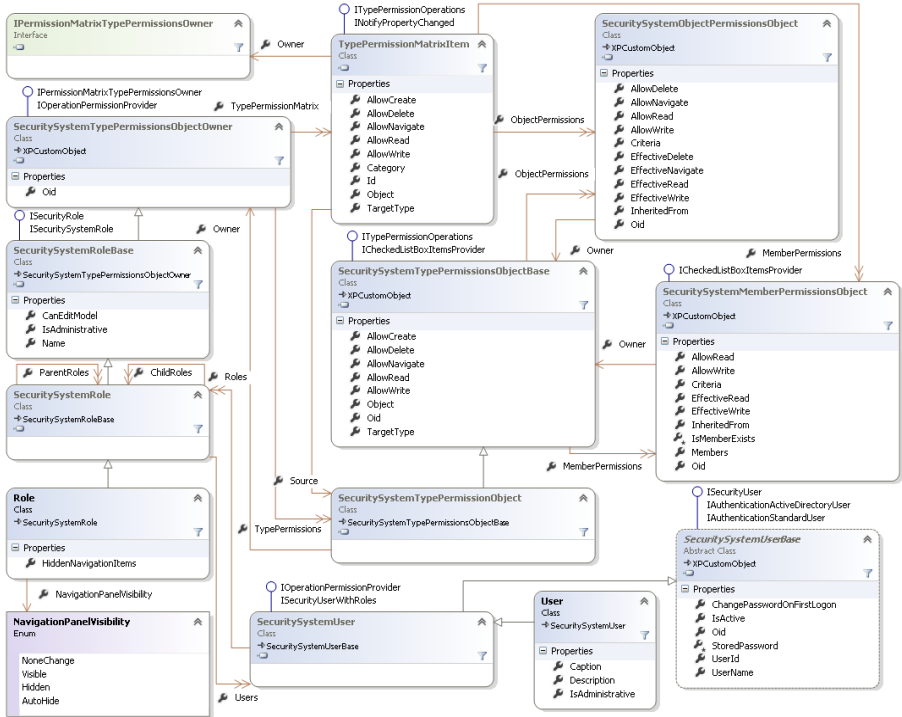 IPermissionMatrixTypePermissionsOwner
Interface
Owner
ITypePermissionOperations
INotifyPropertyChanged
TypePermissionMatrixItem
Class
Properties
AllowCreate
AllowDelete
AllowNavigate
AllowRead
AllowWrite
Category
Id
Object
TargetType
SecuritySystemObjectPermissionsObject
Class
XPCustomObject
Properties
AllowDelete
AllowNavigate
AllowRead
AllowWrite
Criteria
EffectiveDelete
EffectiveNavigate
EffectiveRead
EffectiveWrite
InheritedFrom
Oid
IPermissionMatrixTypePermissionsOwner
IOperationPermissionProvider
TypePermissionMatrix
SecuritySystemTypePermissionsObjectOwner
Class
XPCustomObject
Properties
Oid
ObjectPermissions
ObjectPermissions
ISecurityRole
ISecuritySystemRole
Owner
SecuritySystemRoleBase
Class
SecuritySystemTypePermissionsObjectOwner
Properties
CanEditModel
IsAdministrative
Name
ITypePermissionOperations
ICheckedListBoxItemsProvider
Owner
MemberPermissions
SecuritySystemTypePermissionsObjectBase
Class
XPCustomObject
Properties
AllowCreate
AllowDelete
AllowNavigate
AllowRead
AllowWrite
Object
Oid
TargetType
ICheckedListBoxItemsProvider
SecuritySystemMemberPermissionsObject
Class
XPCustomObject
Properties
AllowRead
AllowWrite
Criteria
EffectiveRead
EffectiveWrite
InheritedFrom
IsMemberExists
Members
Oid
Owner
ParentRoles
ChildRoles
Roles
SecuritySystemRole
Class
SecuritySystemRoleBase
MemberPermissions
Source
Role
Class
SecuritySystemRole
Properties
HiddenNavigationItems
TypePermissions
SecuritySystemTypePermissionObject
Class
SecuritySystemTypePermissionsObjectBase
ISecurityUser
IAuthenticationActiveDirectoryUser
IAuthenticationStandardUser
SecuritySystemUserBase
Abstract Class
XPCustomObject
Properties
ChangePasswordOnFirstLogon
IsActive
Oid
StoredPassword
UserId
UserName
NavigationPanelVisibility
IOperationPermissionProvider
ISecurityUserWithRoles
NavigationPanelVisibility
Enum
NoneChange
Visible
Hidden
AutoHide
SecuritySystemUser
Class
SecuritySystemUserBase
User
Class
SecuritySystemUser
Properties
Caption
Description
IsAdministrative
Users